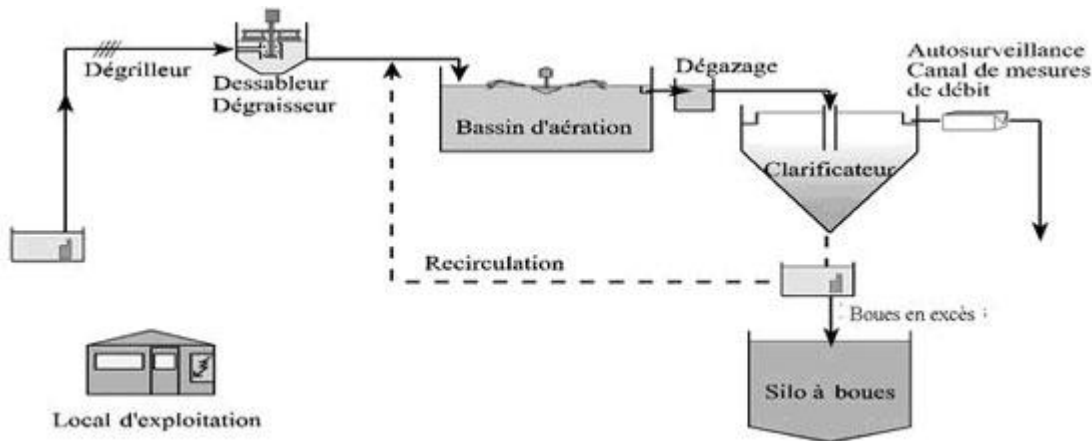 Dégrilleur
Dessableur
Dégraisseur
Bassin d'aération
Dégazage
Autosurveillance
Canal de mesures
de débit
Clarificateur
Recirculation
Boues en excès :
Silo à boues
Local d'exploitation